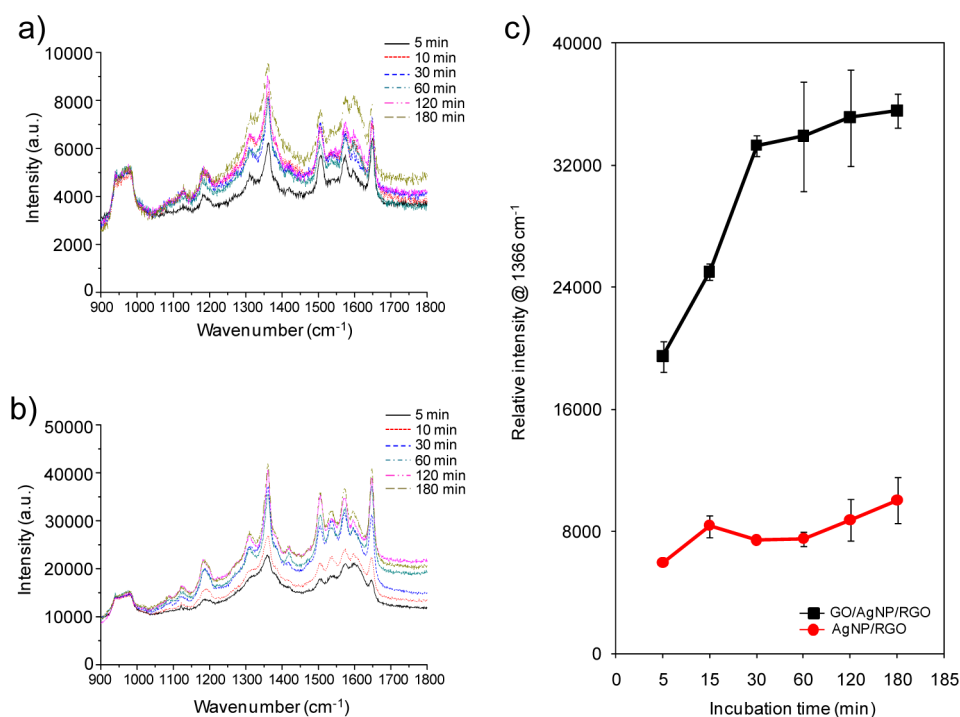 a)
10000
8000
6000
4000
2000
0
Intensity (a.u.)
5 min
10 min
30 min
60 min
120 min
180 min
900 1000 1100 1200 1300 1400 1500 1600 1700 1800
Wavenumber (cm-1)
b)
50000
40000
30000
20000
10000
0
Intensity (a.u.)
5 min
10 min
30 min
60 min
120 min
180 min
900 1000 1100 1200 1300 1400 1500 1600 1700 1800
Wavenumber (cm-1)
c)
40000
32000
24000
16000
8000
0
Relative intensity @ 1366 cm-1
GO/AgNP/RGO
AgNP/RGO
0 5 15 30 60 120 180 185
Incubation time (min)